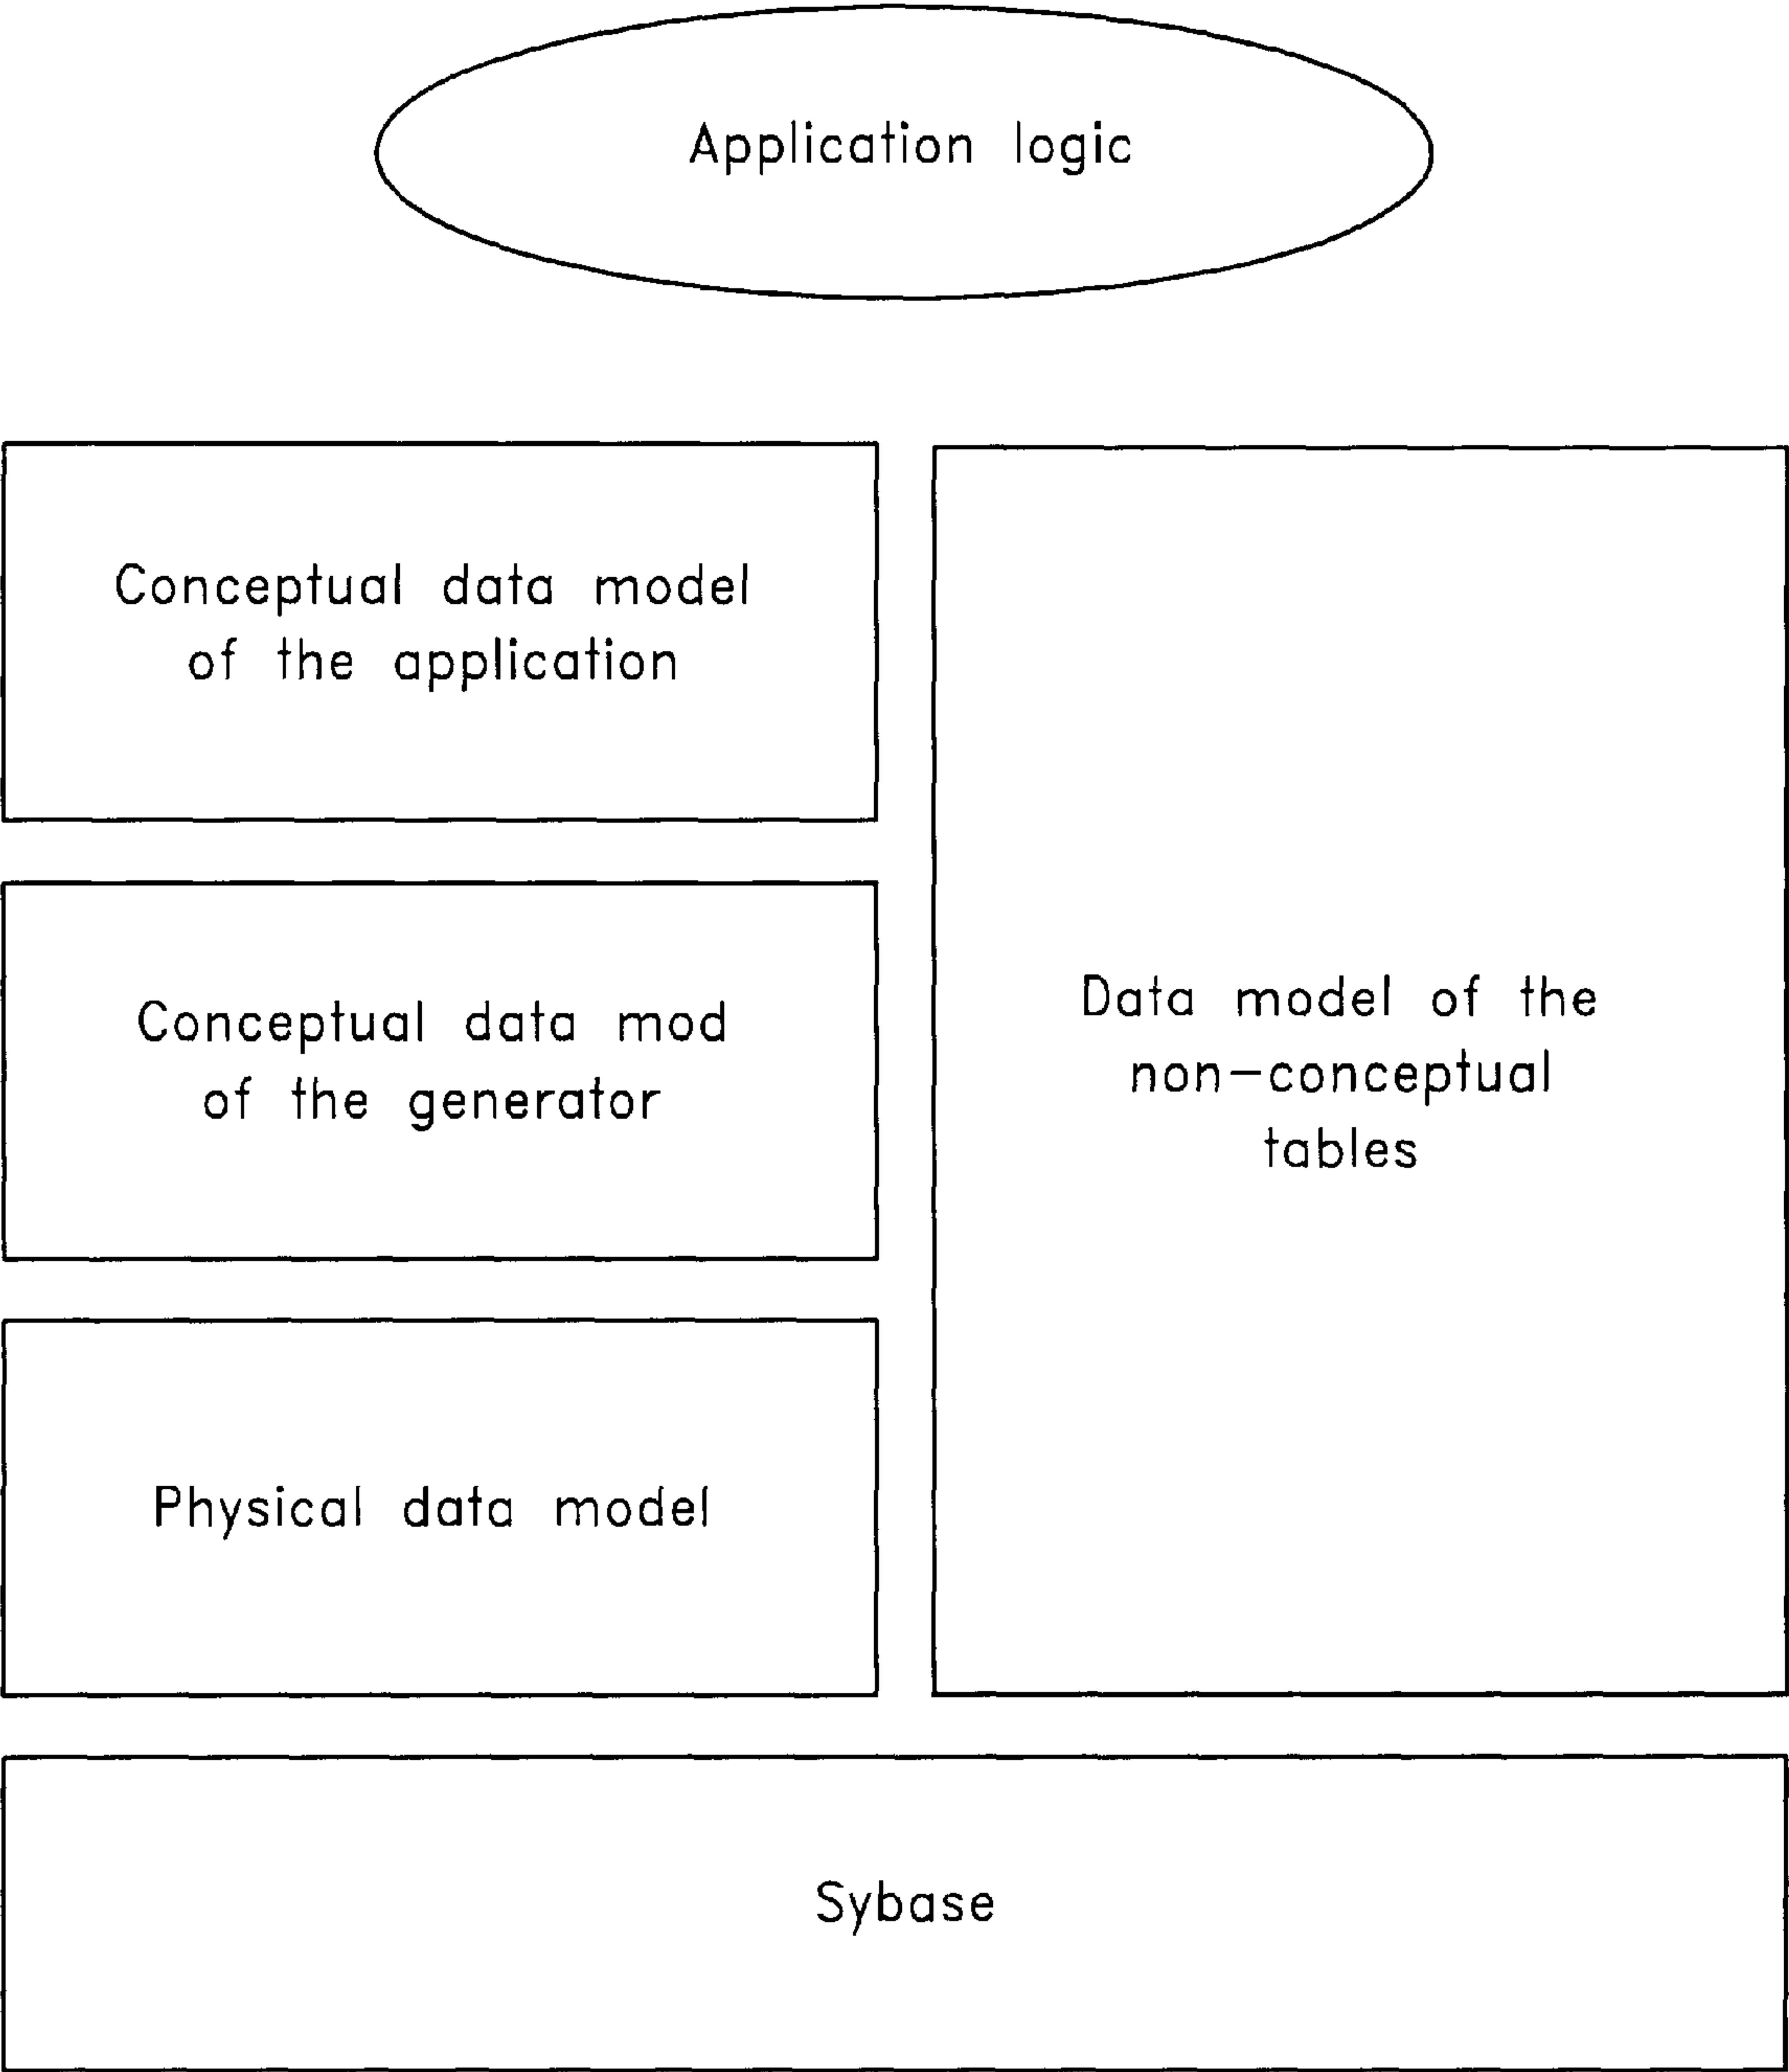 Application logic
Conceptual data model
of the application
Conceptual data mod
of the generator
Physical data model
Data model of the
non-conceptual
tables
Sybase